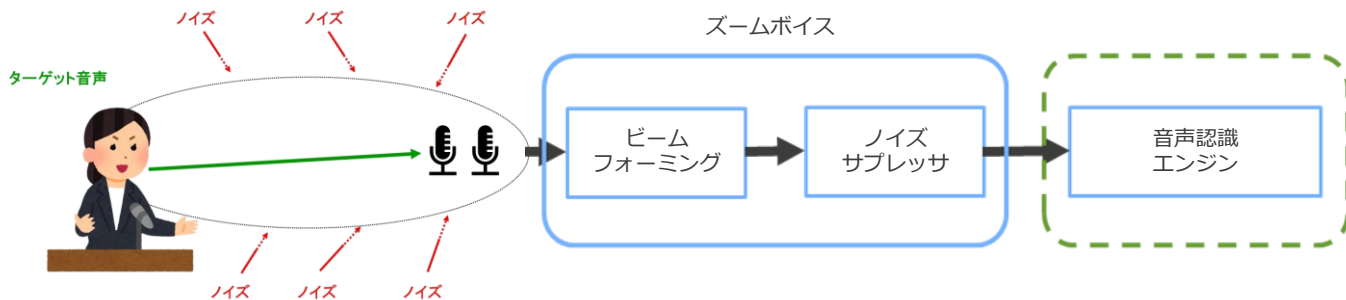 ノイズ
ノイズ
ノイズ
ターゲット音声
ノイズ
ノイズ
ノイズ
ズームボイス
ビーム
フォーミング
ノイズ
サプレッサ
音声認識
エンジン